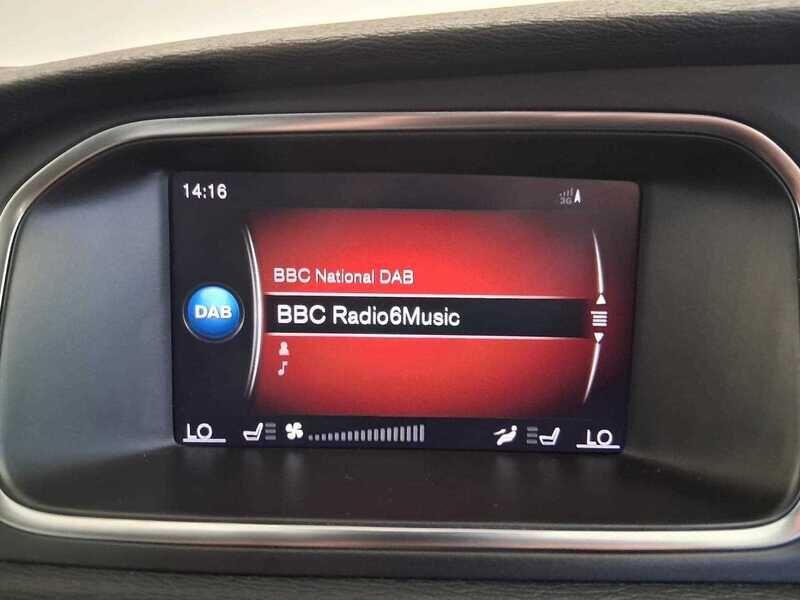 14:16
3G
BBC National DAB
DAB
BBC Radio6Music
LO
LO